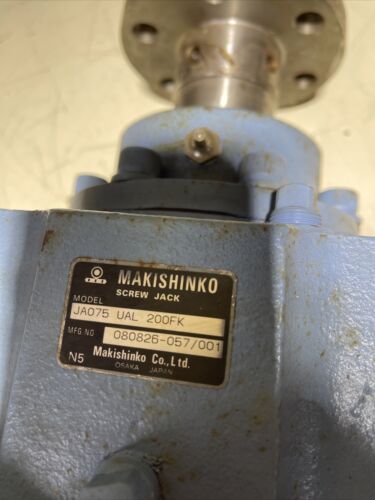 MAKISHINKO
SCREW JACK
MODEL
JA075 UAL 200FK
MFG.NO. 080826-057/001
N5 Makishinko Co.,Ltd.
OSAKA JAPAN